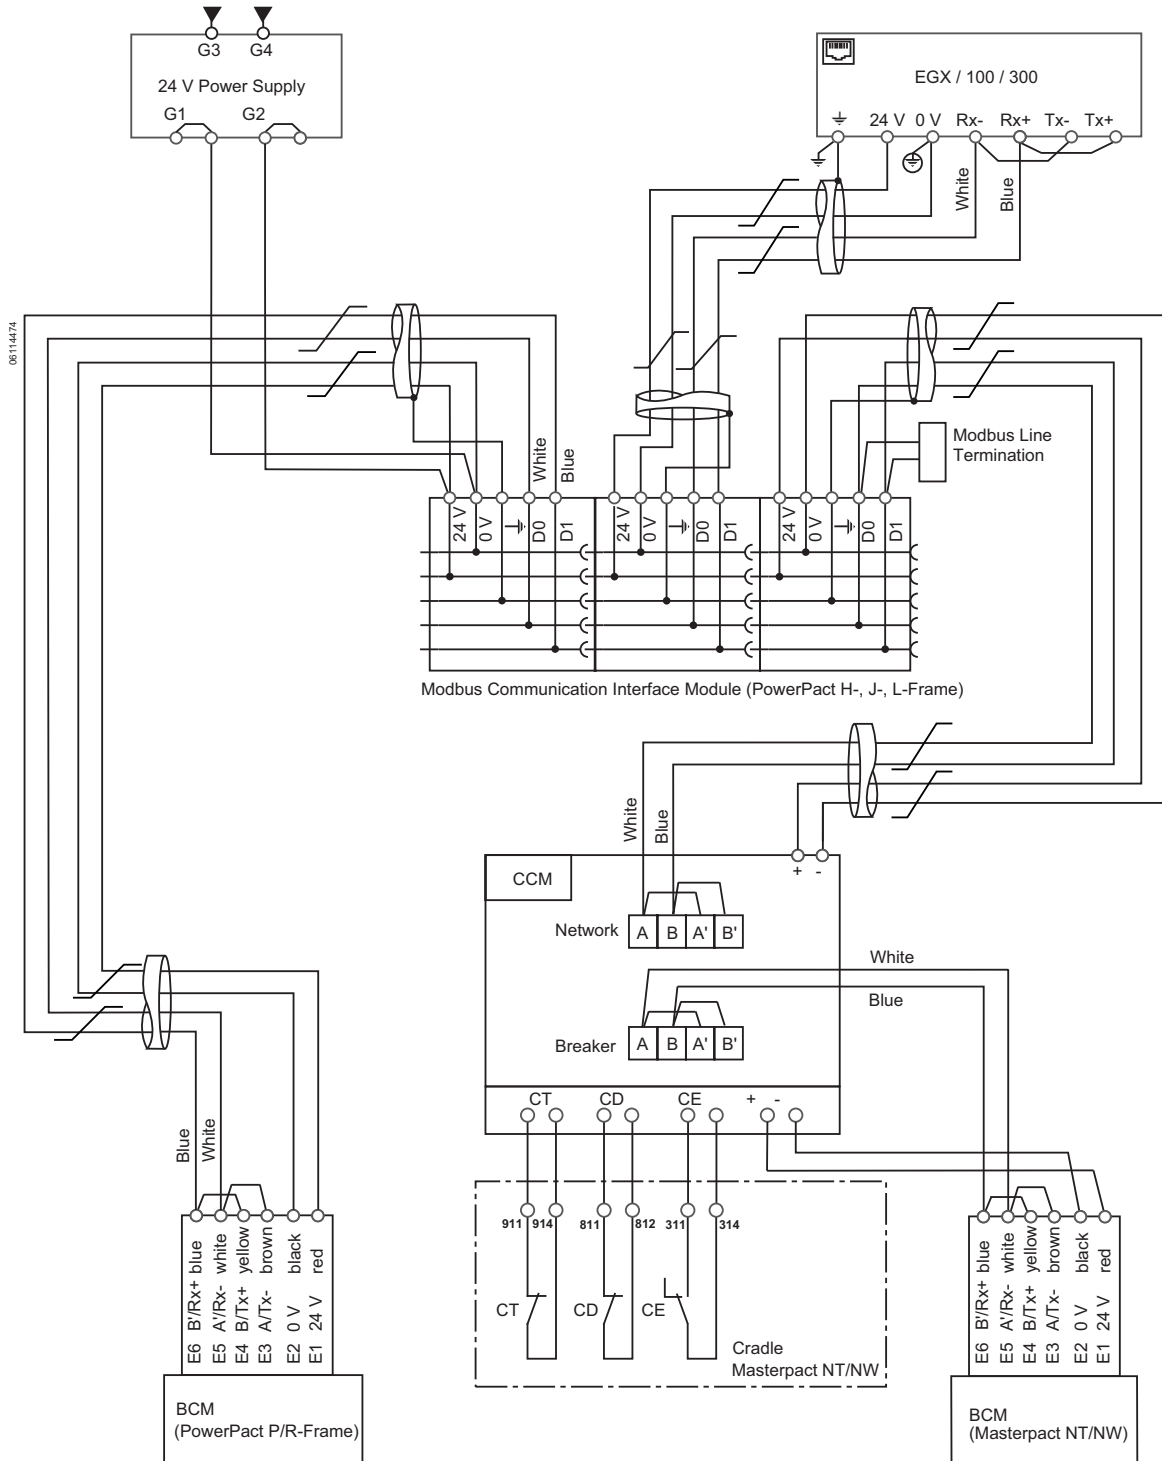 G3 G4
24 V Power Supply
G1 G2
EGX / 100 / 300
24 V 0 V Rx- Rx+ Tx- Tx+
White
Blue
06114474
White
Blue
Modbus Line
Termination
24 V
0 V
D0
D1
24 V
0 V
D0
D1
24 V
0 V
D0
D1
Modbus Communication Interface Module (PowerPact H-, J-, L-Frame)
White
Blue
+ -
CCM
Network A B A' B'
White
Blue
Breaker A B A' B'
CT CD CE + -
Blue
White
911 914 811 812 311 314
CT CD CE
Cradle
Masterpact NT/NW
E6 B'/Rx+ blue
E5 A'/Rx- white
E4 B/Tx+ yellow
E3 A/Tx- brown
E2 0 V black
E1 24 V red
BCM
(PowerPact P/R-Frame)
E6 B'/Rx+ blue
E5 A'/Rx- white
E4 B/Tx+ yellow
E3 A/Tx- brown
E2 0 V black
E1 24 V red
BCM
(Masterpact NT/NW)